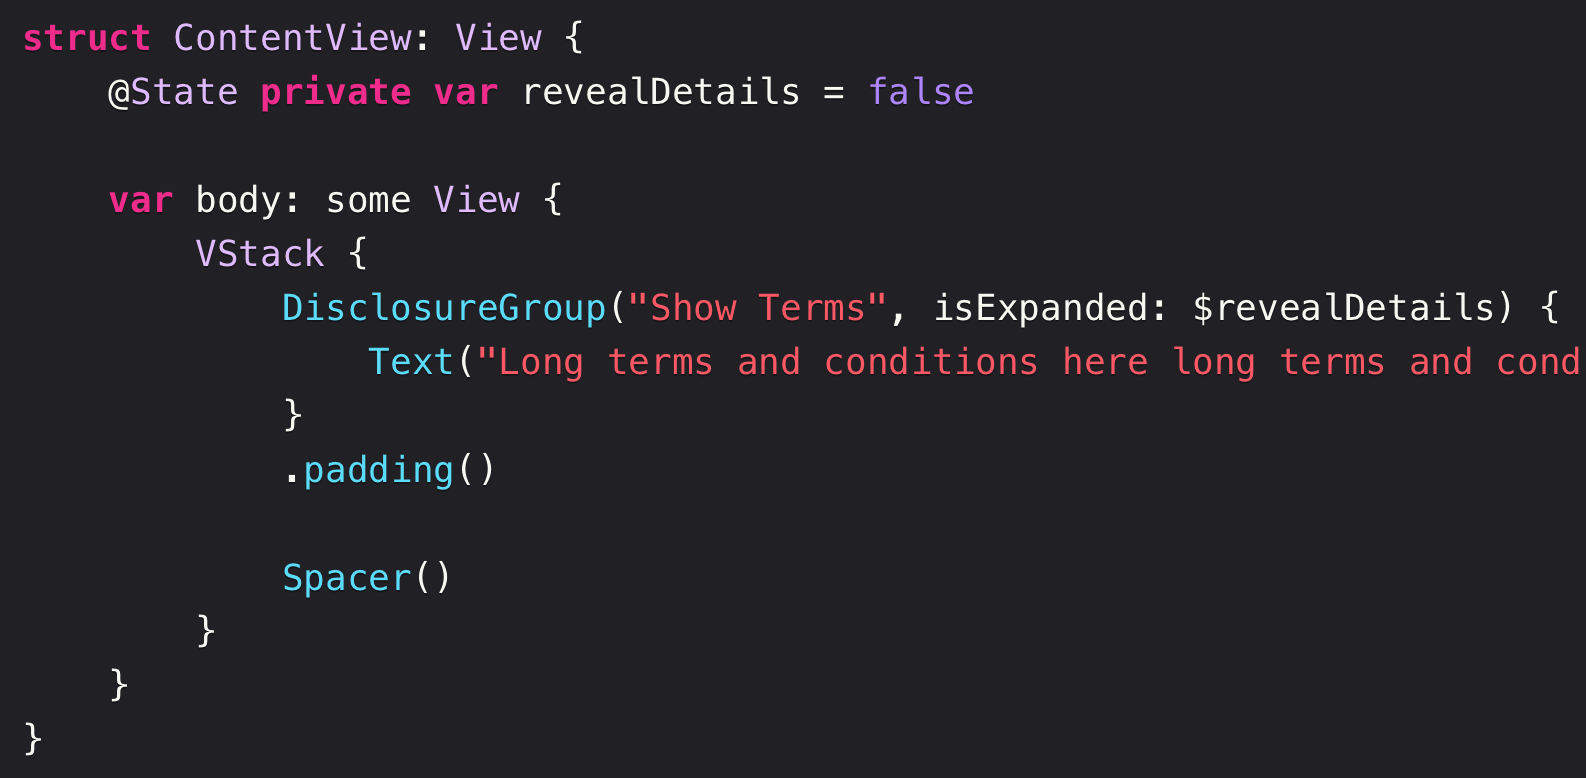 struct ContentView: View {
    @State private var revealDetails = false

    var body: some View {
        VStack {
            DisclosureGroup("Show Terms", isExpanded: $revealDetails) {
                Text("Long terms and conditions here long terms and cond
            }
            .padding()

            Spacer()
        }
    }
}